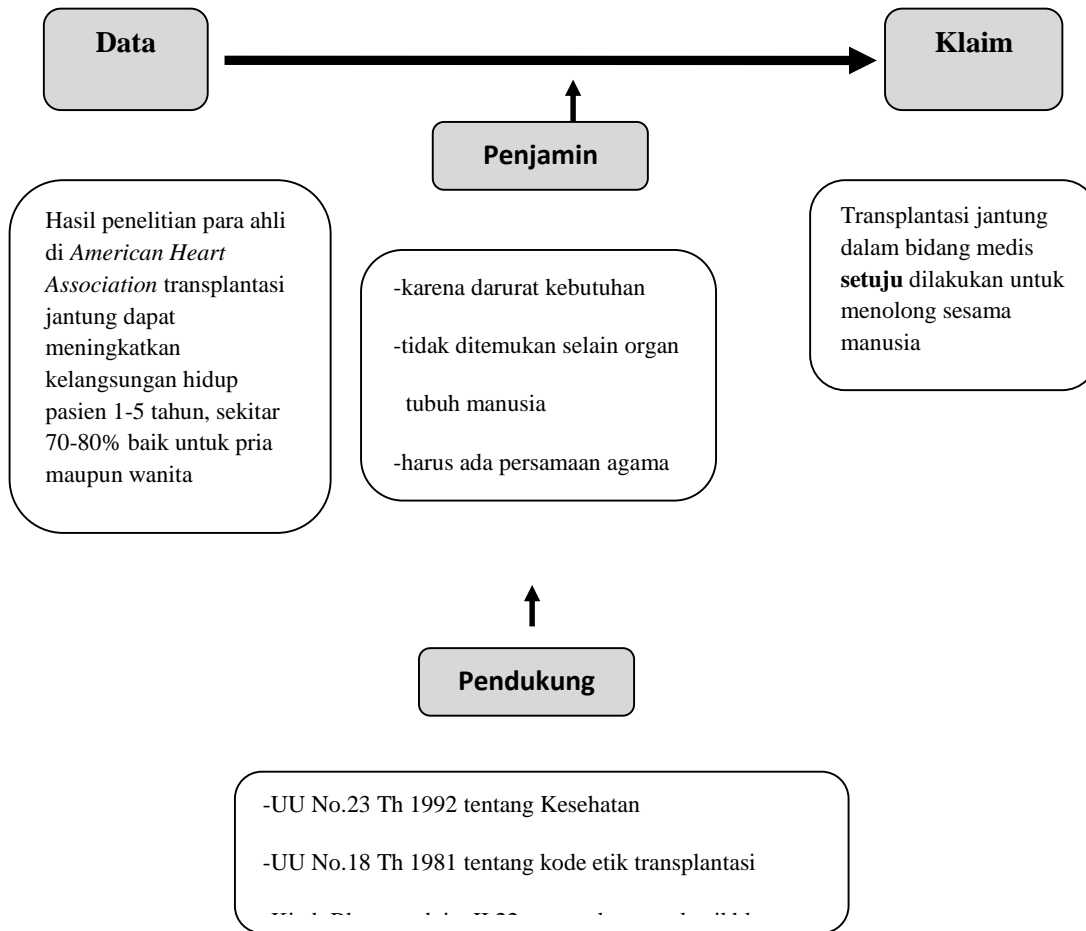 Data
Klaim
Penjamin
Hasil penelitian para ahli
di American Heart
Association transplantasi
jantung dapat
meningkatkan
kelangsungan hidup
pasien 1-5 tahun, sekitar
70-80% baik untuk pria
maupun wanita
-karena darurat kebutuhan
-tidak ditemukan selain organ
tubuh manusia
-harus ada persamaan agama
Transplantasi jantung
dalam bidang medis
setuju dilakukan untuk
menolong sesama
manusia
Pendukung
-UU No.23 Th 1992 tentang Kesehatan
-UU No.18 Th 1981 tentang kode etik transplantasi